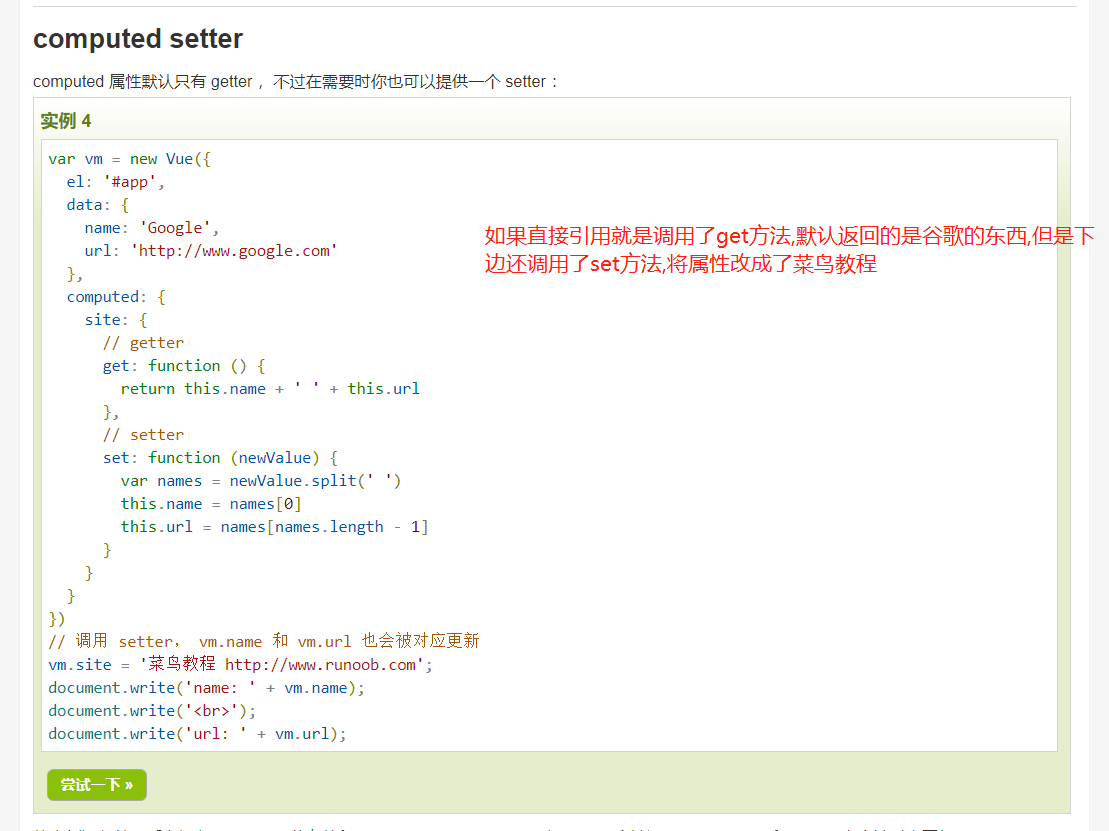 computed setter
computed 属性默认只有 getter ，不过在需要时你也可以提供一个 setter ：
实例 4
var vm = new Vue({
el: '#app',
data: {
name: 'Google',
url: 'http://www.google.com'
},
如果直接引用就是调用了get方法,默认返回的是谷歌的东西,但是下
边还调用了set方法,将属性改成了菜鸟教程
computed: {
site: {
// getter
get: function () {
return this.name + ' ' + this.url
},
// setter
set: function (newValue) {
var names = newValue.split(' ')
this.name = names[0]
this.url = names[names.length - 1]
}
}
}
})
// 调用 setter， vm.name 和 vm.url 也会被对应更新
vm.site = '菜鸟教程 http://www.runoob.com';
document.write('name: ' + vm.name);
document.write('<br>');
document.write('url: ' + vm.url);
尝试一下 »